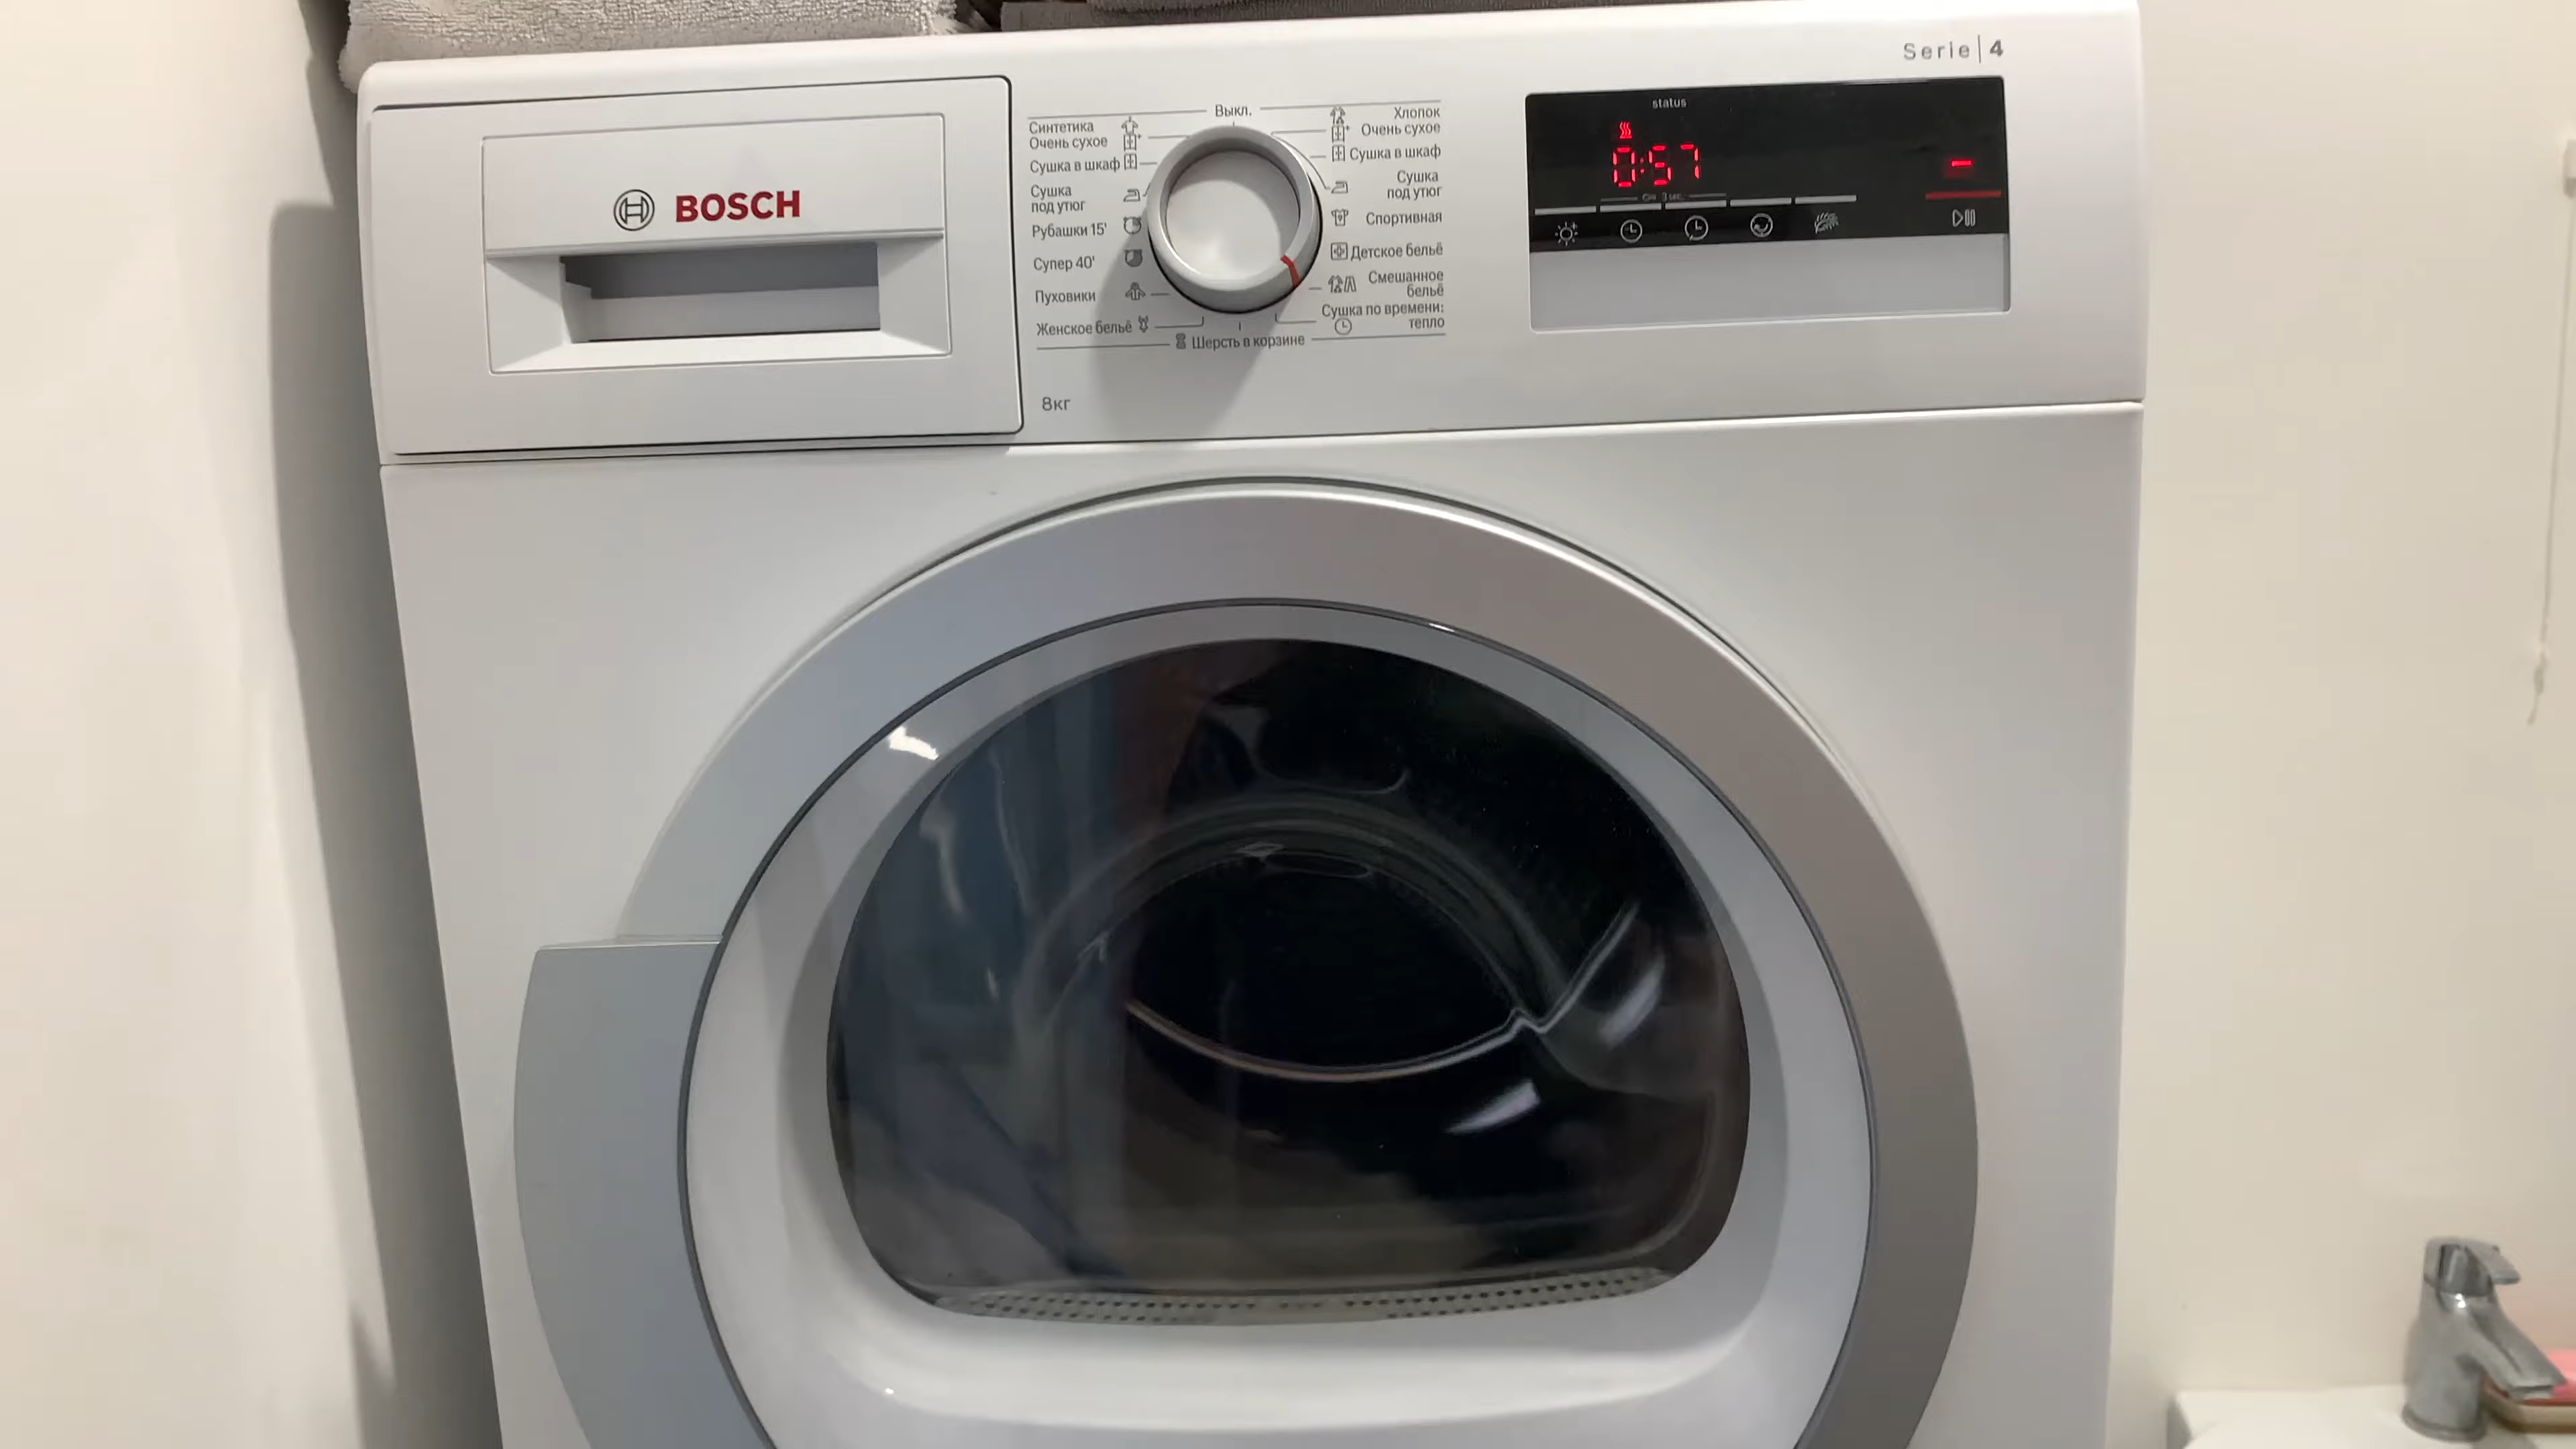 Serie | 4
BOSCH
Выкл.
Синтетика
Очень сухое
Сушка в шкаф
Сушка
под утюг
Рубашки 15'
Супер 40'
Пуховики
Женское бельё
Хлопок
Очень сухое
Сушка в шкаф
Сушка
под утюг
Спортивная
Детское бельё
Смешанное
бельё
Сушка по времени:
тепло
Шерсть в корзине
8кг
status
0:57
3 sec.